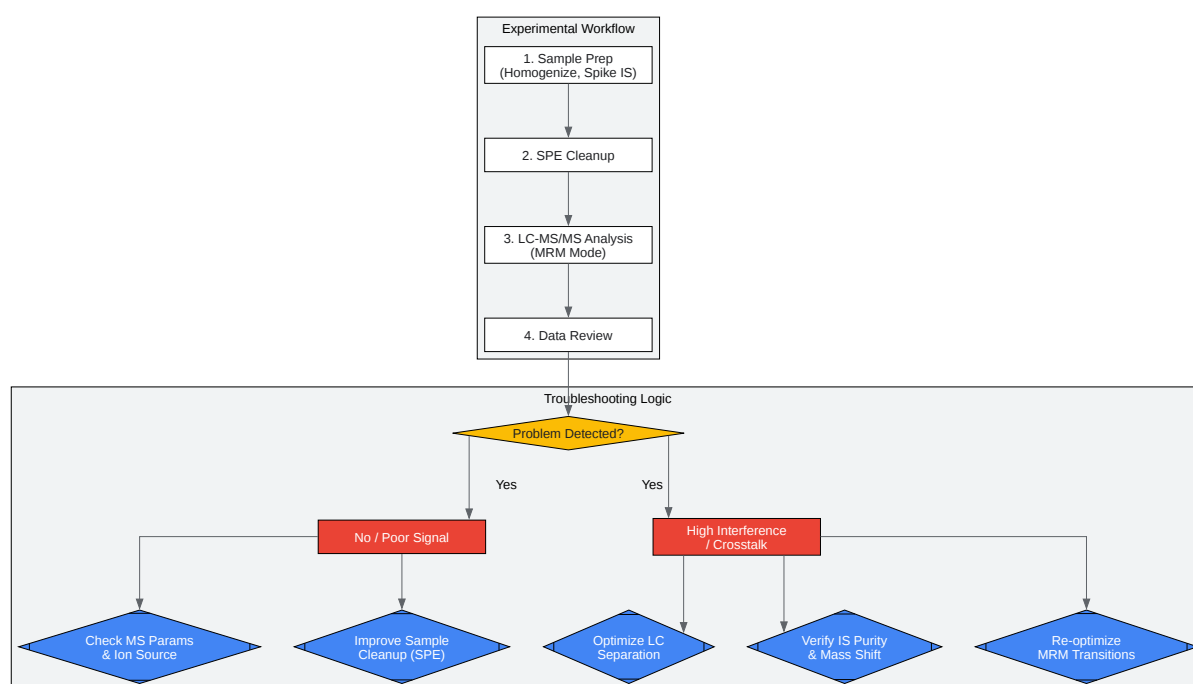 Experimental Workflow
1. Sample Prep
(Homogenize, Spike IS)
2. SPE Cleanup
3. LC-MS/MS Analysis
(MRM Mode)
4. Data Review
Troubleshooting Logic
Problem Detected?
Yes
Yes
No / Poor Signal
High Interference
/ Crosstalk
Check MS Params
& Ion Source
Improve Sample
Cleanup (SPE)
Optimize LC
Separation
Verify IS Purity
& Mass Shift
Re-optimize
MRM Transitions